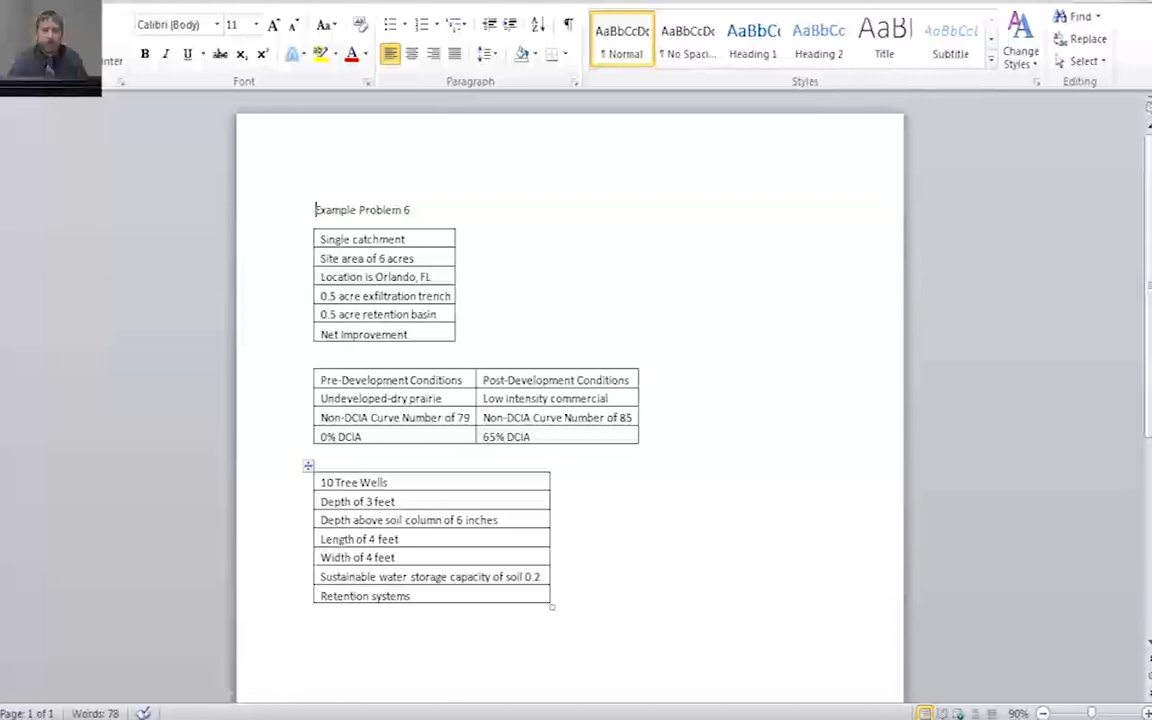 Calibri (Body) 11 A A Aa
B I U abc x₂ x² A A
Font
Paragraph
AaBbCcDc AaBbCcDc AaBbC AaBbCc AaBl AaBbCcL
¶ Normal ¶ No Spaci... Heading 1 Heading 2 Title Subtitle
Styles
A
Change Styles
Find
Replace
Select
Editing
Example Problem 6
Single catchment
Site area of 6 acres
Location is Orlando, FL
0.5 acre exfiltration trench
0.5 acre retention basin
Net Improvement
Pre-Development Conditions Post-Development Conditions
Undeveloped-dry prairie Low intensity commercial
Non-DCIA Curve Number of 79 Non-DCIA Curve Number of 85
0% DCIA 65% DCIA
10 Tree Wells
Depth of 3 feet
Depth above soil column of 6 inches
Length of 4 feet
Width of 4 feet
Sustainable water storage capacity of soil 0.2
Retention systems
Page: 1 of 1 Words: 78 90%